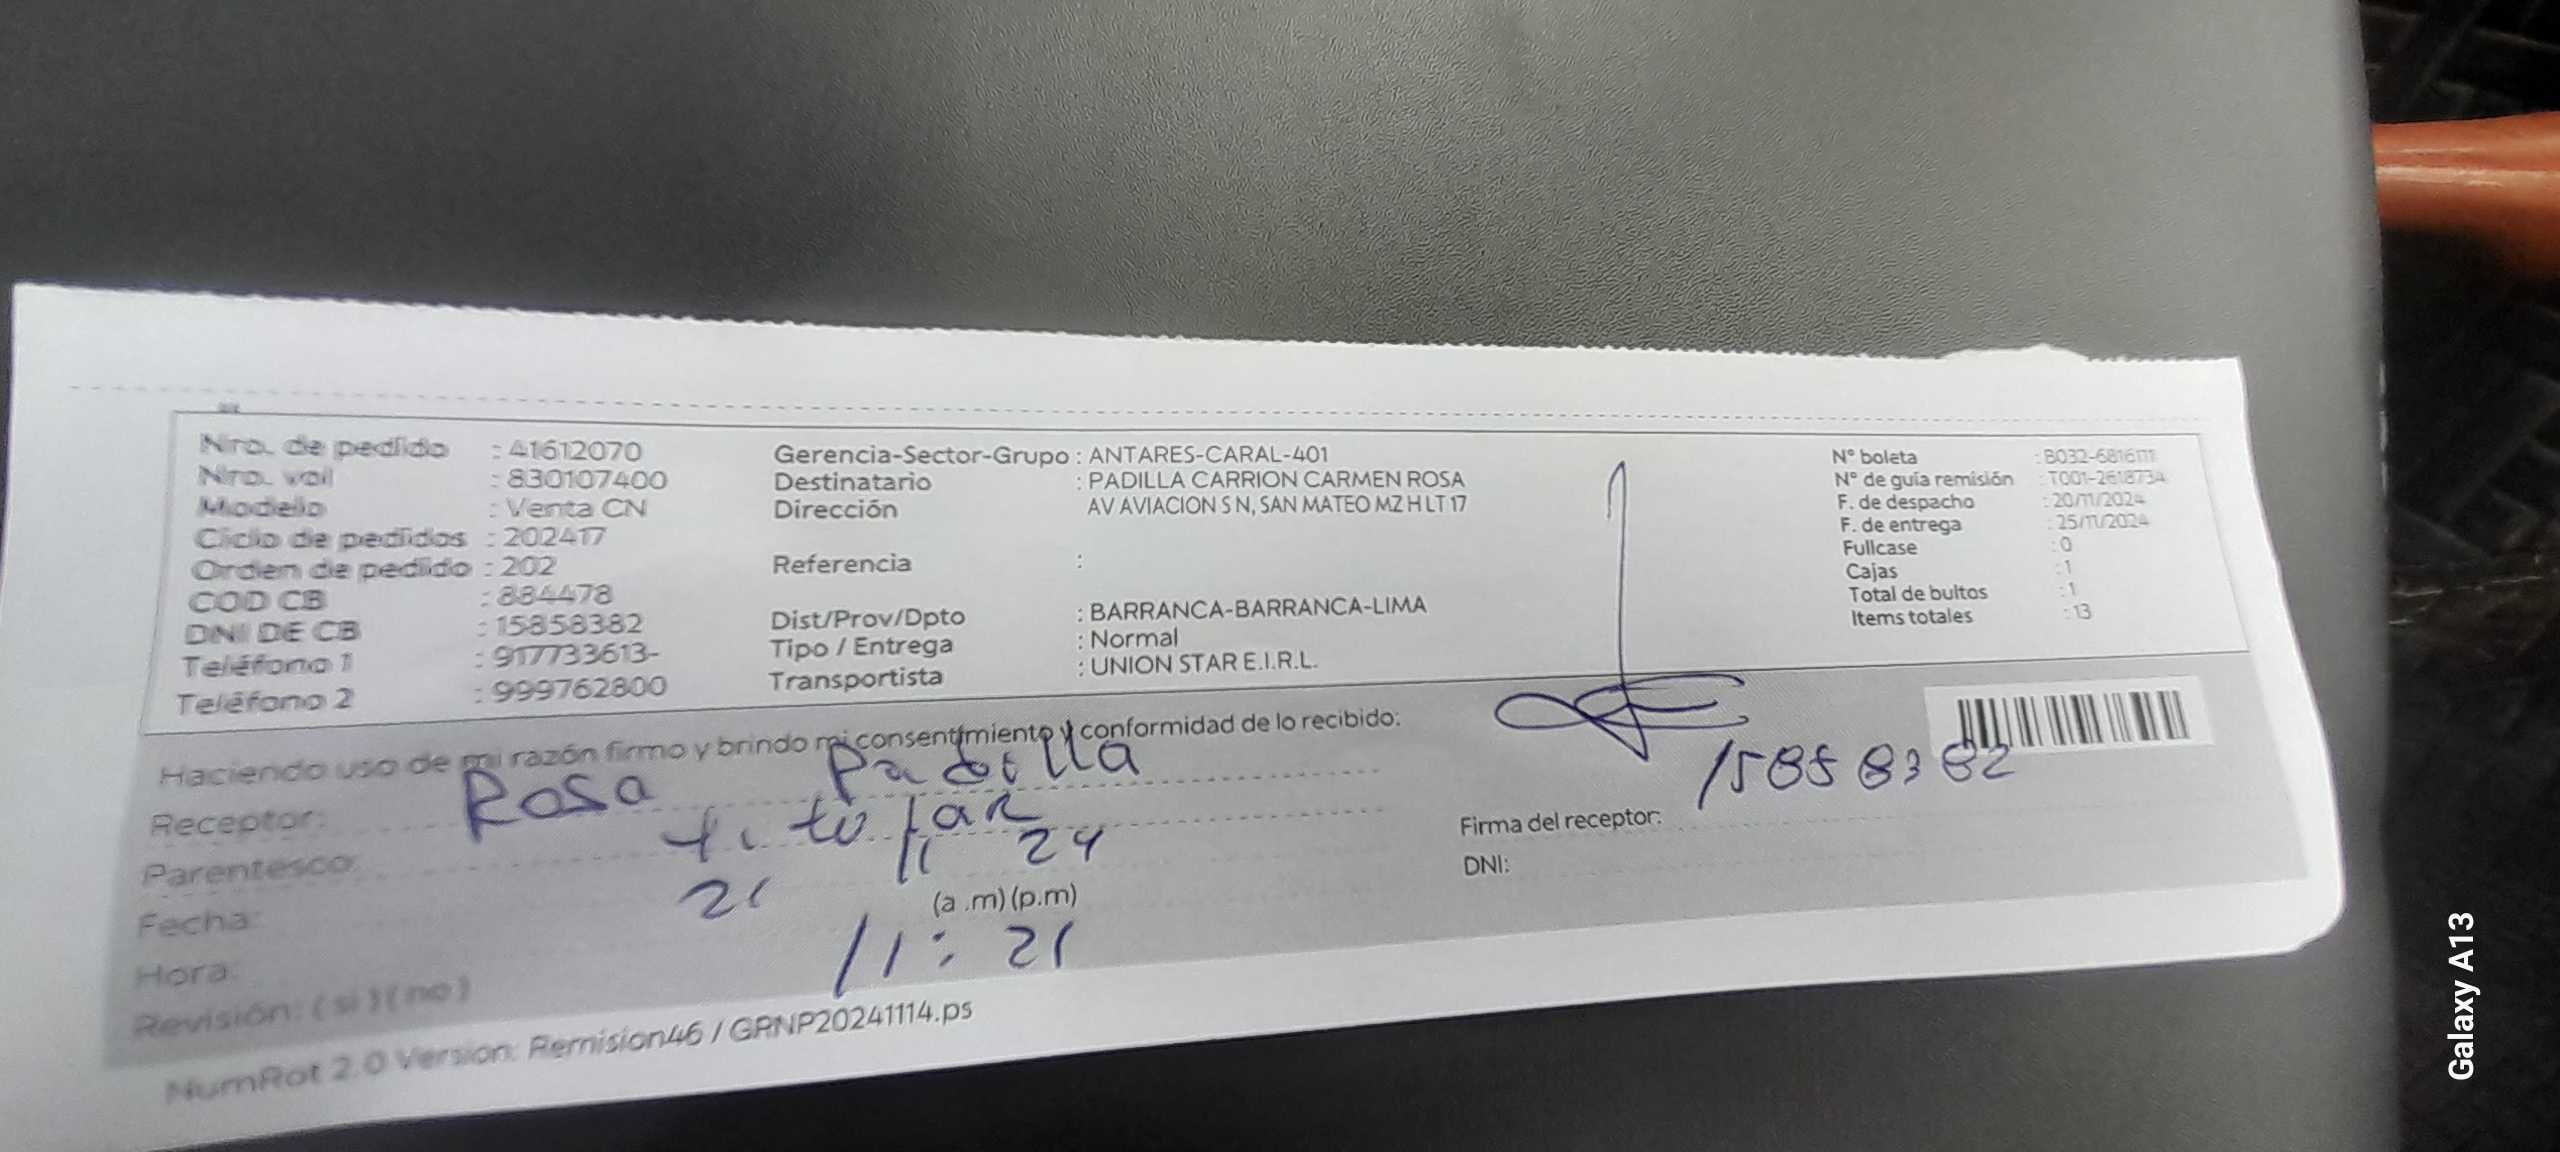 Nro. de pedido : 41612070
Nro. vol : 830107400
Modelo : Venta CN
Ciclo de pedidos : 202417
Orden de pedido : 202
COD CB : 884478
DNI DE CB : 15858382
Teléfono 1 : 917733613-
Teléfono 2 : 999762800
Gerencia-Sector-Grupo : ANTARES-CARAL-401
Destinatario : PADILLA CARRION CARMEN ROSA
Dirección AV AVIACION S N, SAN MATEO MZ H LT 17
Referencia :
Dist/Prov/Dpto : BARRANCA-BARRANCA-LIMA
Tipo / Entrega : Normal
Transportista : UNION STAR E.I.R.L.
N° boleta : B032-6816111
N° de guía remisión : T001-2618734
F. de despacho : 20/11/2024
F. de entrega : 25/11/2024
Fullcase : 0
Cajas : 1
Total de bultos : 1
Items totales : 13
Haciendo uso de mi razón firmo y brindo mi consentimiento y conformidad de lo recibido:
Receptor: Rosa Padilla
Parentesco: titular
Fecha: 21 11 24
(a .m) (p.m)
Hora: 11:21
Revisión: ( si ) ( no )
15858382
Firma del receptor:
DNI:
NumRot 2.0 Version: Remision46 / GRNP20241114.ps
Galaxy A13